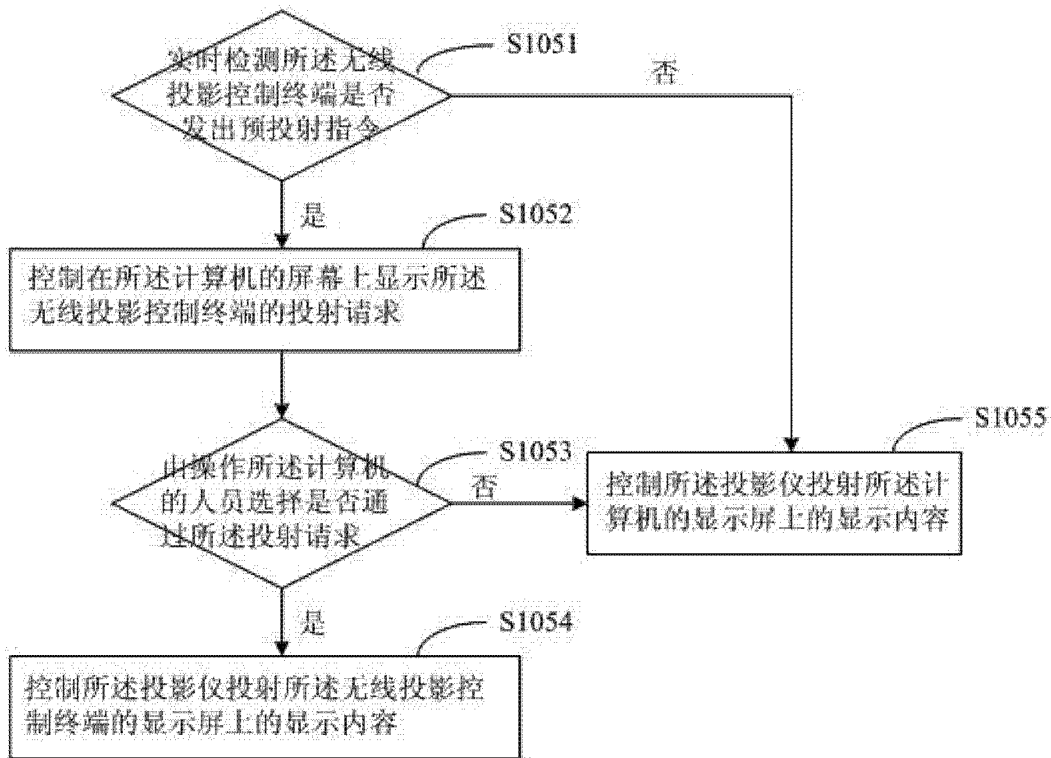 实时检测所述无线
投影控制终端是否
发出预投射指令
S1051
否
是
S1052
控制在所述计算机的屏幕上显示所述
无线投影控制终端的投射请求
由操作所述计算机
的人员选择是否通
过所述投射请求
S1053
否
S1055
控制所述投影仪投射所述计
算机的显示屏上的显示内容
是
S1054
控制所述投影仪投射所述无线投影控
制终端的显示屏上的显示内容